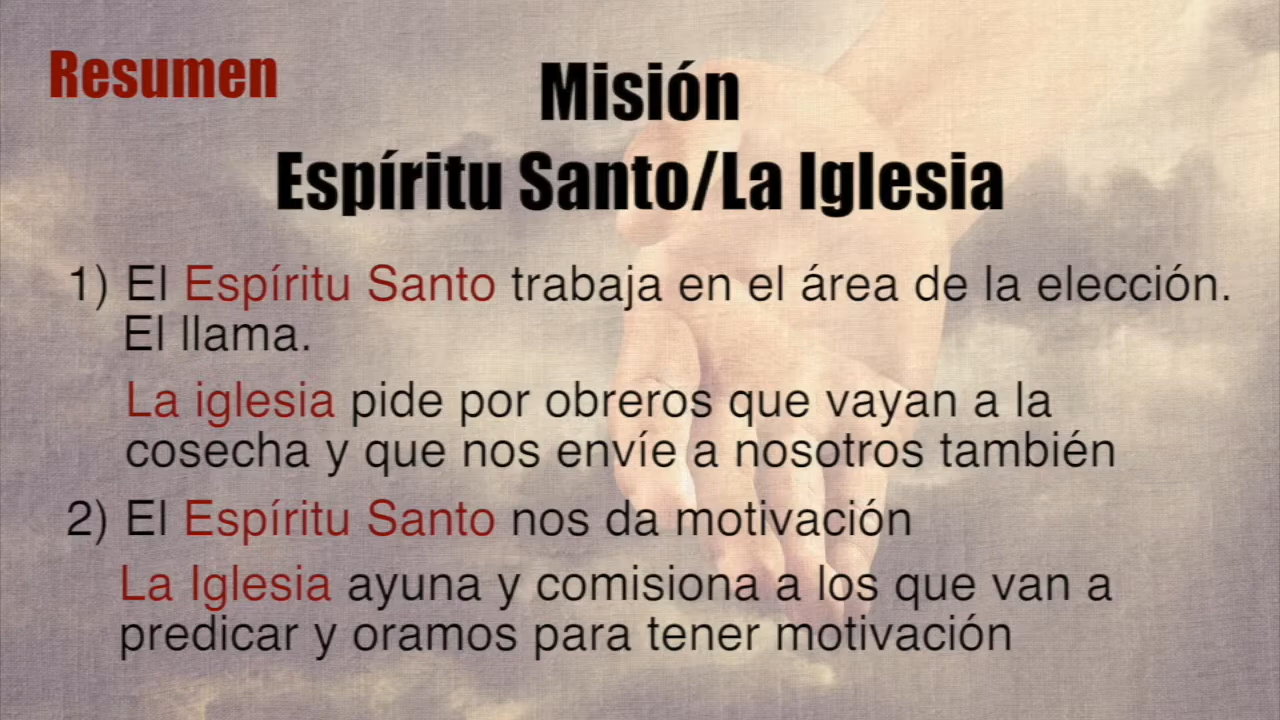 Resumen
Misión
Espíritu Santo/La Iglesia
1) El Espíritu Santo trabaja en el área de la elección.
El llama.
La iglesia pide por obreros que vayan a la
cosecha y que nos envíe a nosotros también
2) El Espíritu Santo nos da motivación
La Iglesia ayuna y comisiona a los que van a
predicar y oramos para tener motivación